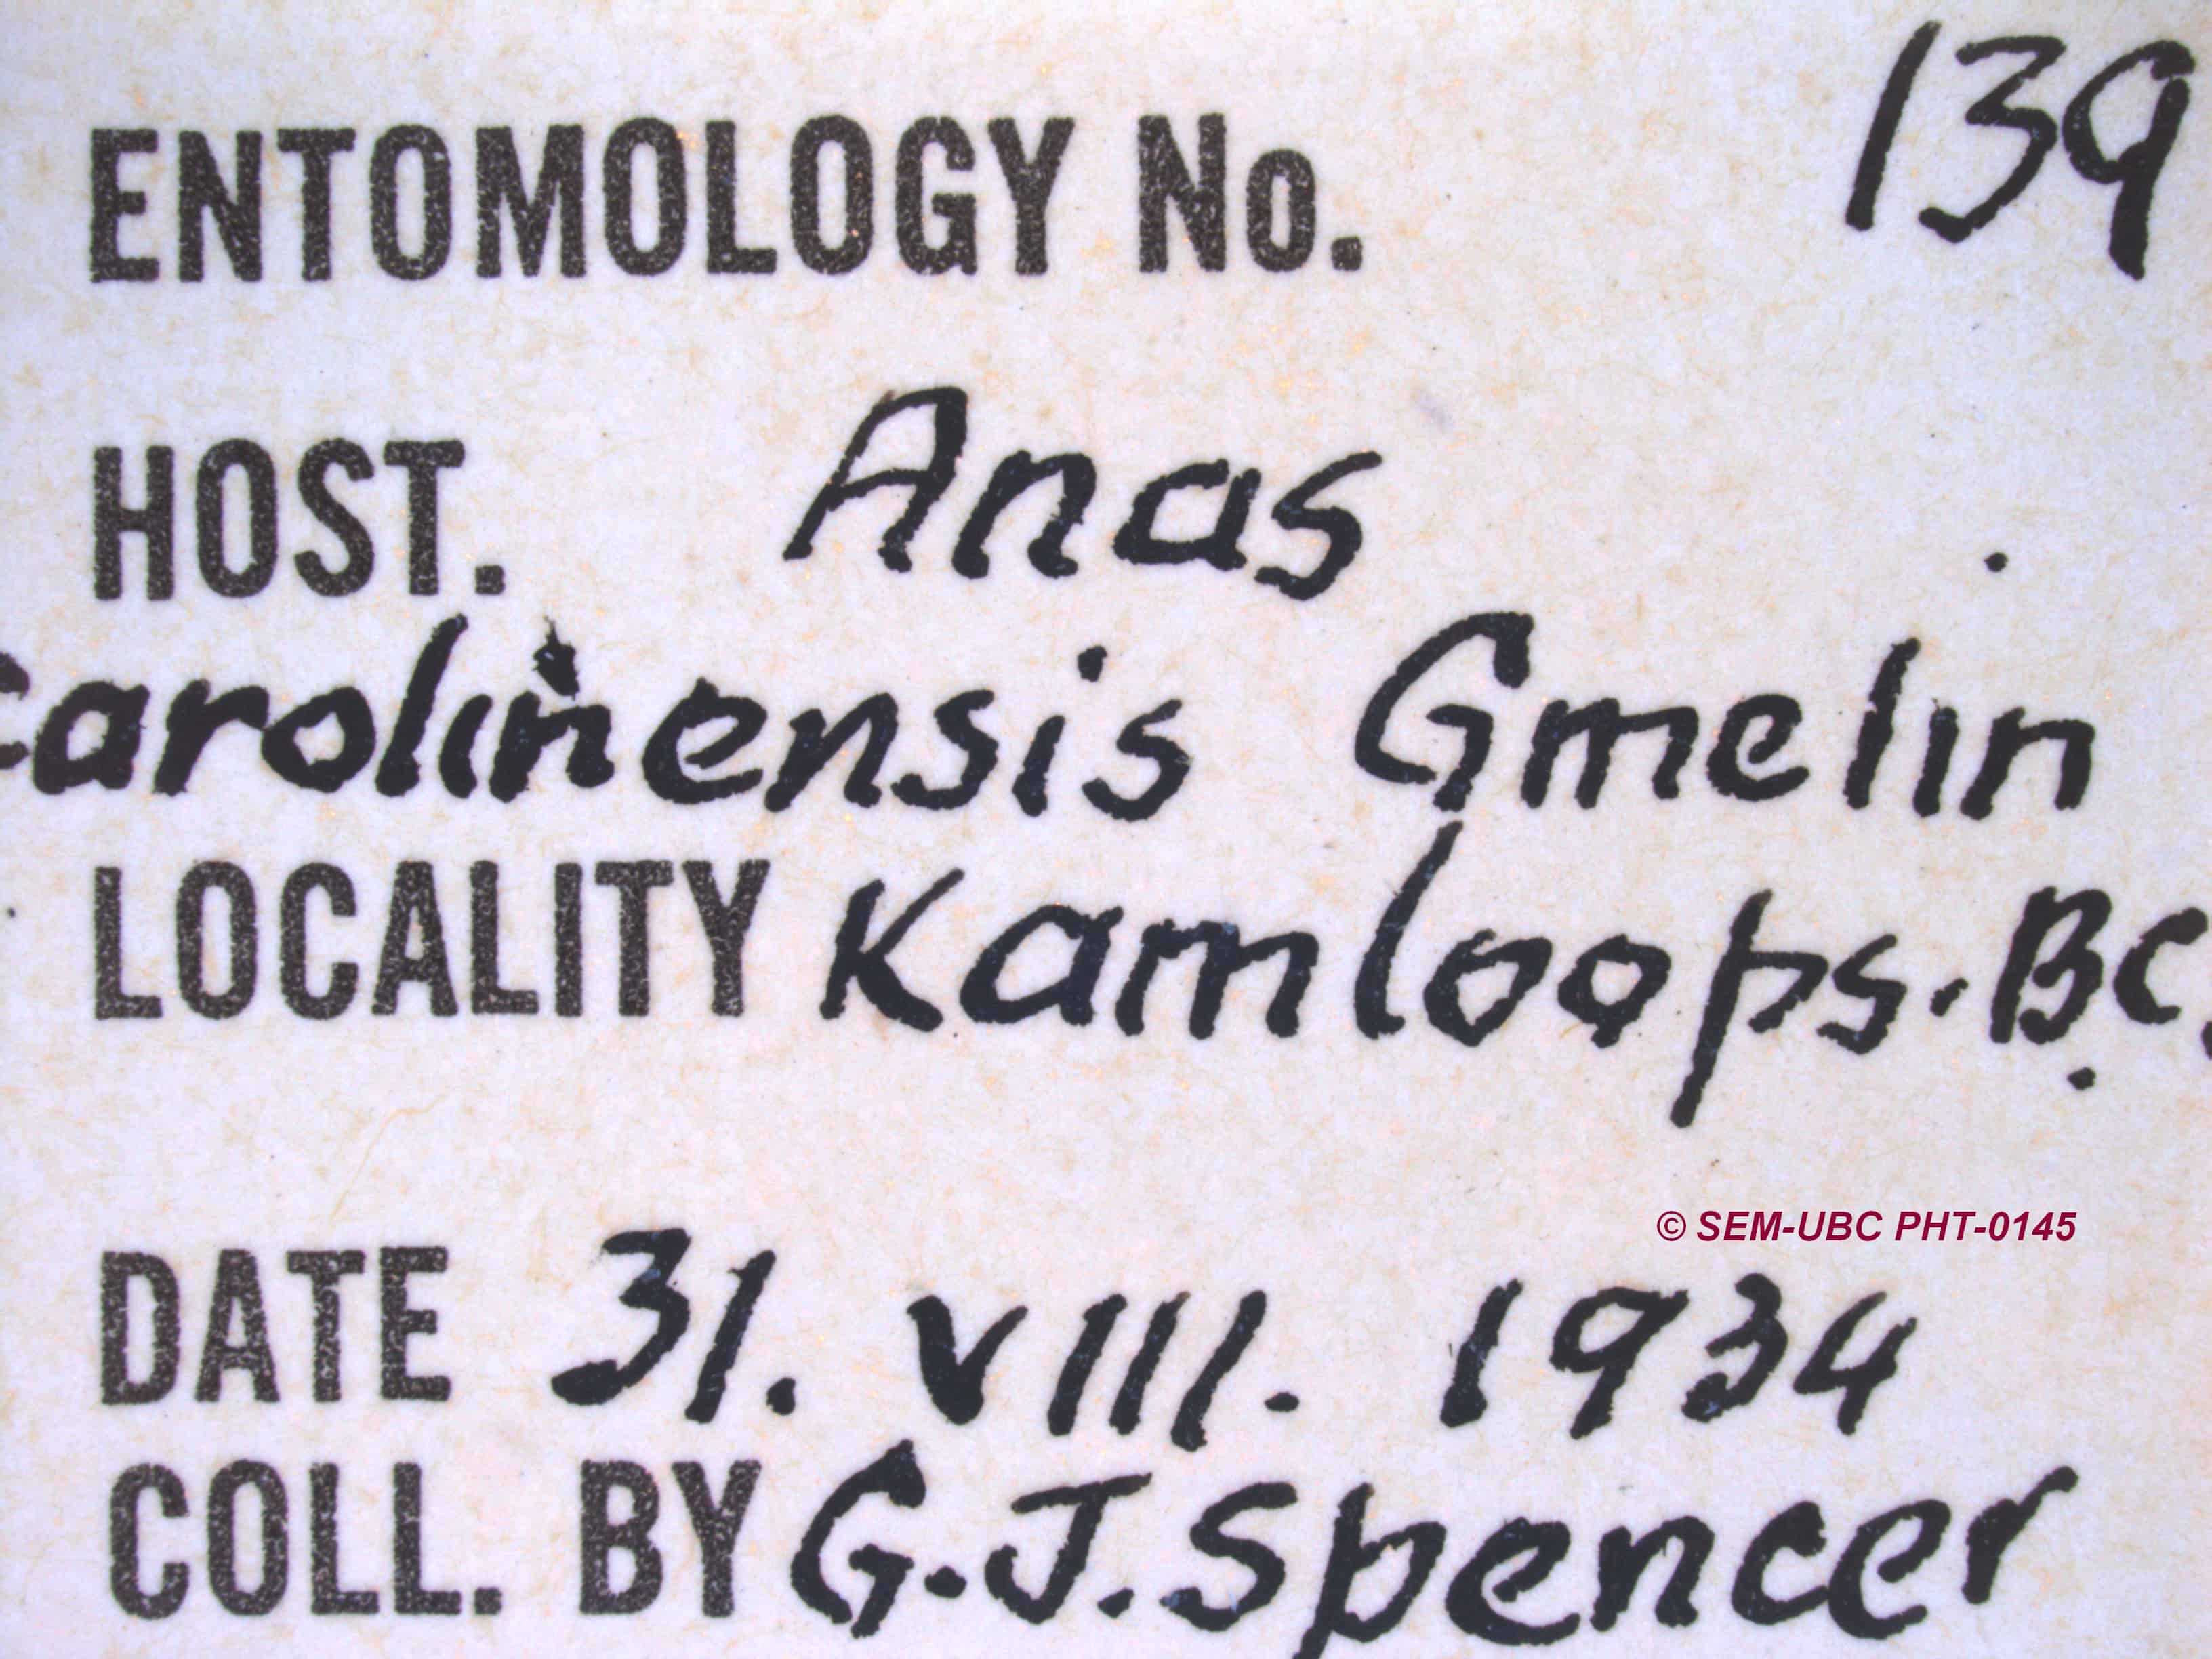 ENTOMOLOGY No. 139
HOST. Anas
carolinensis Gmelin
LOCALITY Kamloops. B.C.
© SEM-UBC PHT-0145
DATE 31. VIII. 1934
COLL. BY G.J. Spencer